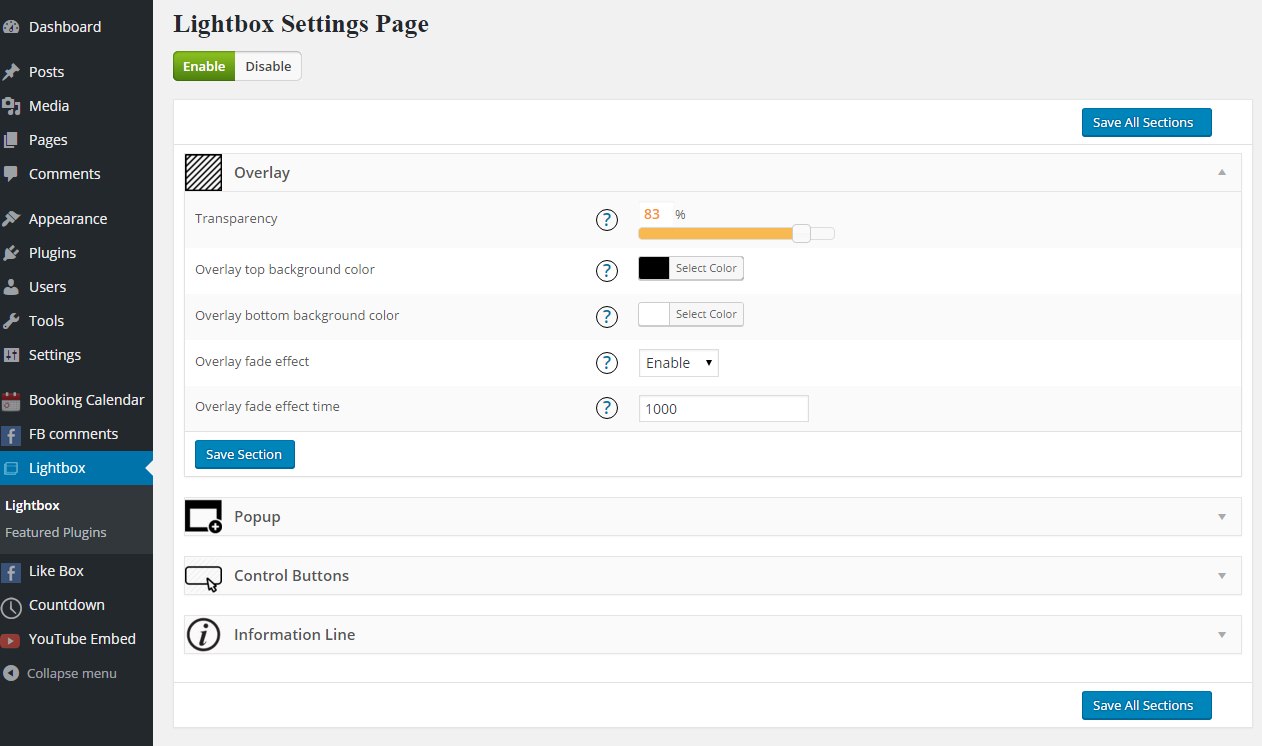 Dashboard
Posts
Media
Pages
Comments
Appearance
Plugins
Users
Tools
Settings
Booking Calendar
FB comments
Lightbox
Lightbox
Featured Plugins
Like Box
Countdown
YouTube Embed
Collapse menu
Lightbox Settings Page
Enable Disable
Save All Sections
Overlay
Transparency ? 83 %
Overlay top background color ? Select Color
Overlay bottom background color ? Select Color
Overlay fade effect ? Enable
Overlay fade effect time ? 1000
Save Section
Popup
Control Buttons
Information Line
Save All Sections